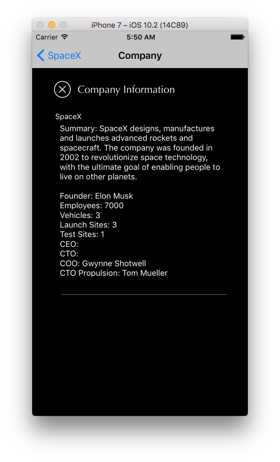 iPhone 7 – iOS 10.2 (14C89)
Carrier 5:50 AM
SpaceX Company
Company Information
SpaceX
Summary: SpaceX designs, manufactures
and launches advanced rockets and
spacecraft. The company was founded in
2002 to revolutionize space technology,
with the ultimate goal of enabling people to
live on other planets.
Founder: Elon Musk
Employees: 7000
Vehicles: 3
Launch Sites: 3
Test Sites: 1
CEO:
CTO:
COO: Gwynne Shotwell
CTO Propulsion: Tom Mueller